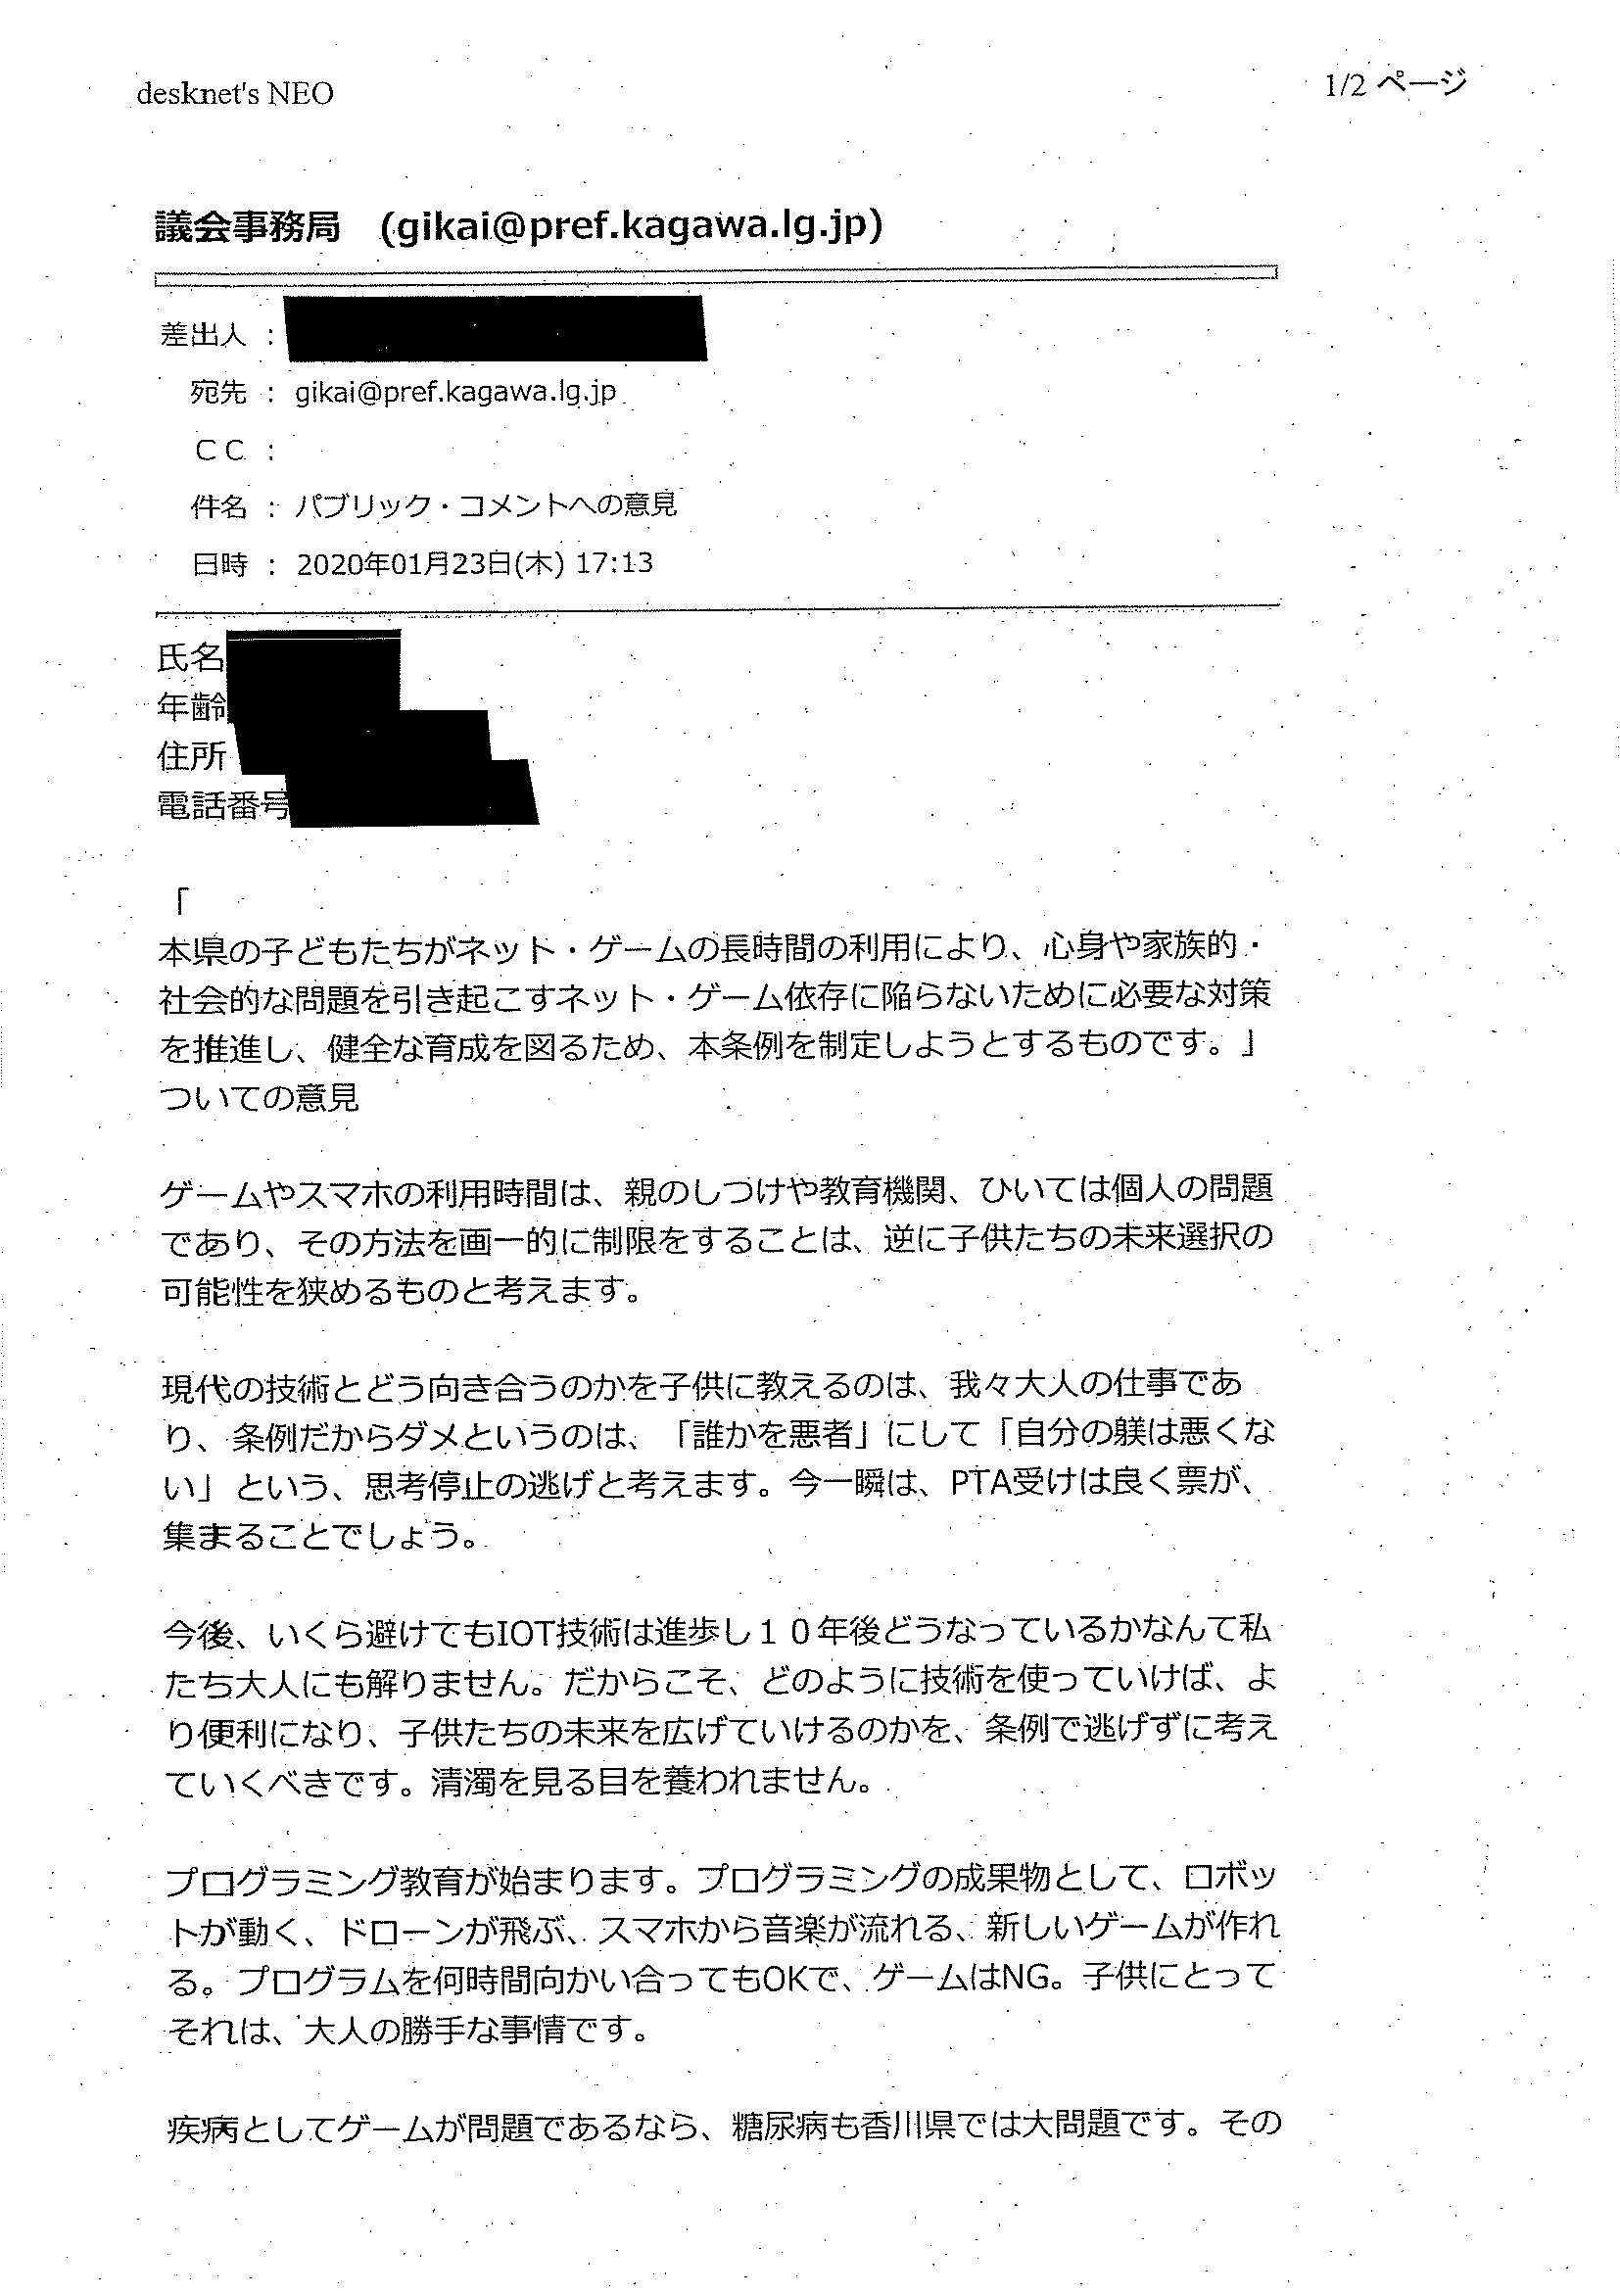 desknet's NEO
1/2 ページ
議会事務局 (gikai@pref.kagawa.lg.jp)
差出人 :
宛先 : gikai@pref.kagawa.lg.jp
ＣＣ :
件名 : パブリック・コメントへの意見
日時 : 2020年01月23日(木) 17:13
氏名
年齢
住所
電話番号
「
本県の子どもたちがネット・ゲームの長時間の利用により、心身や家族的・
社会的な問題を引き起こすネット・ゲーム依存に陥らないために必要な対策
を推進し、健全な育成を図るため、本条例を制定しようとするものです。」
ついての意見
ゲームやスマホの利用時間は、親のしつけや教育機関、ひいては個人の問題
であり、その方法を画一的に制限をすることは、逆に子供たちの未来選択の
可能性を狭めるものと考えます。
現代の技術とどう向き合うのかを子供に教えるのは、我々大人の仕事であ
り、条例だからダメというのは、「誰かを悪者」にして「自分の躾は悪くな
い」という、思考停止の逃げと考えます。今一瞬は、PTA受けは良く票が、
集まることでしょう。
今後、いくら避けてもIOT技術は進歩し１０年後どうなっているかなんて私
たち大人にも解りません。だからこそ、どのように技術を使っていけば、よ
り便利になり、子供たちの未来を広げていけるのかを、条例で逃げずに考え
ていくべきです。清濁を見る目を養われません。
プログラミング教育が始まります。プログラミングの成果物として、ロボッ
トが動く、ドローンが飛ぶ、スマホから音楽が流れる、新しいゲームが作れ
る。プログラムを何時間向かい合ってもOKで、ゲームはNG。子供にとって
それは、大人の勝手な事情です。
疾病としてゲームが問題であるなら、糖尿病も香川県では大問題です。その